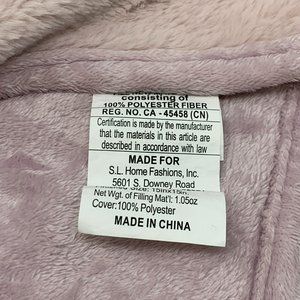 consisting of
100% POLYESTER FIBER
REG. NO. CA - 45458 (CN)
Certification is made by the manufacturer
that the materials in this article are
described in accordance with law
MADE FOR
S.L. Home Fashions, Inc.
5601 S. Downey Road
Net Wgt. of Filling Mat'l: 1.05oz
Cover:100% Polyester
MADE IN CHINA